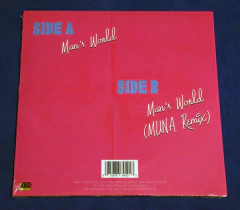 SIDE A
Man's World
SIDE B
Man's World
(MUNA Remix)